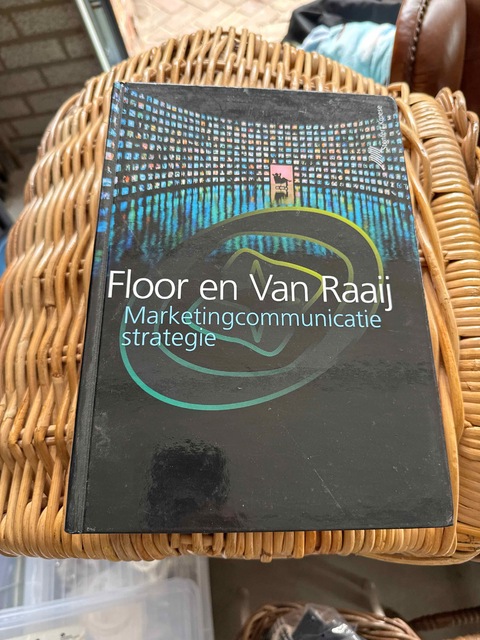 Floor en Van Raaij
Marketingcommunicatie
strategie